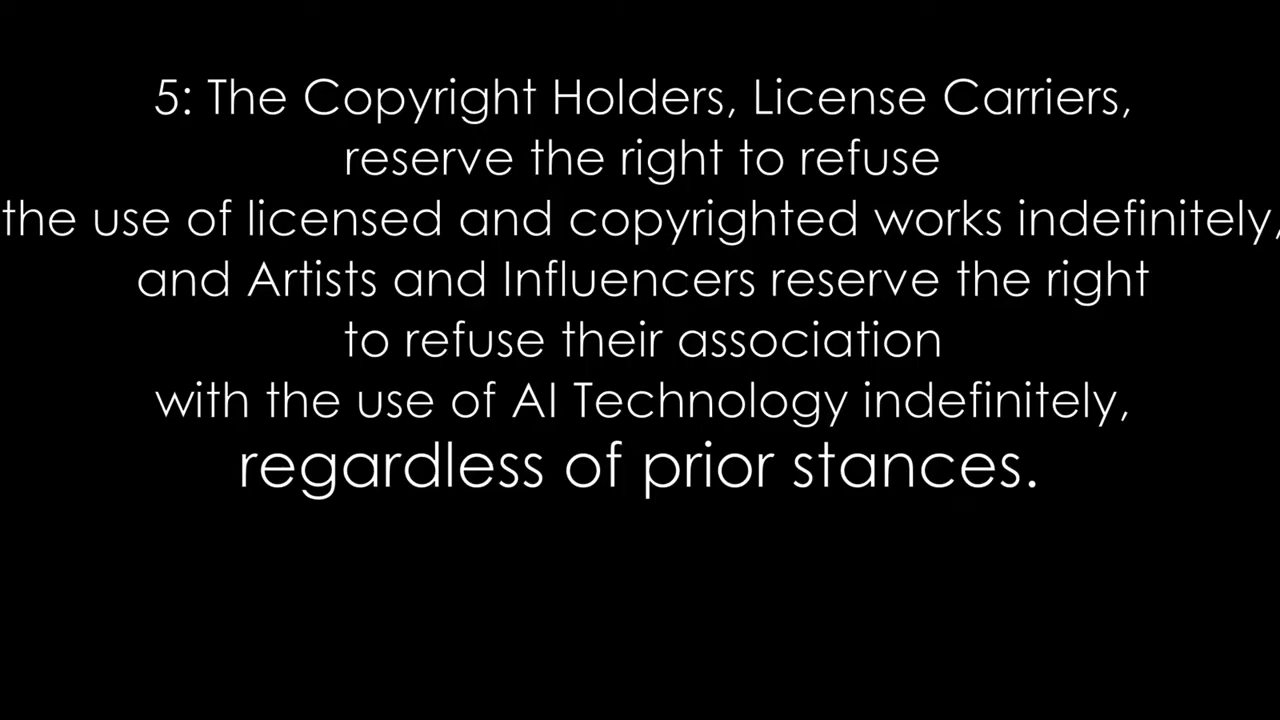 5: The Copyright Holders, License Carriers,
reserve the right to refuse
the use of licensed and copyrighted works indefinitely,
and Artists and Influencers reserve the right
to refuse their association
with the use of AI Technology indefinitely,
regardless of prior stances.